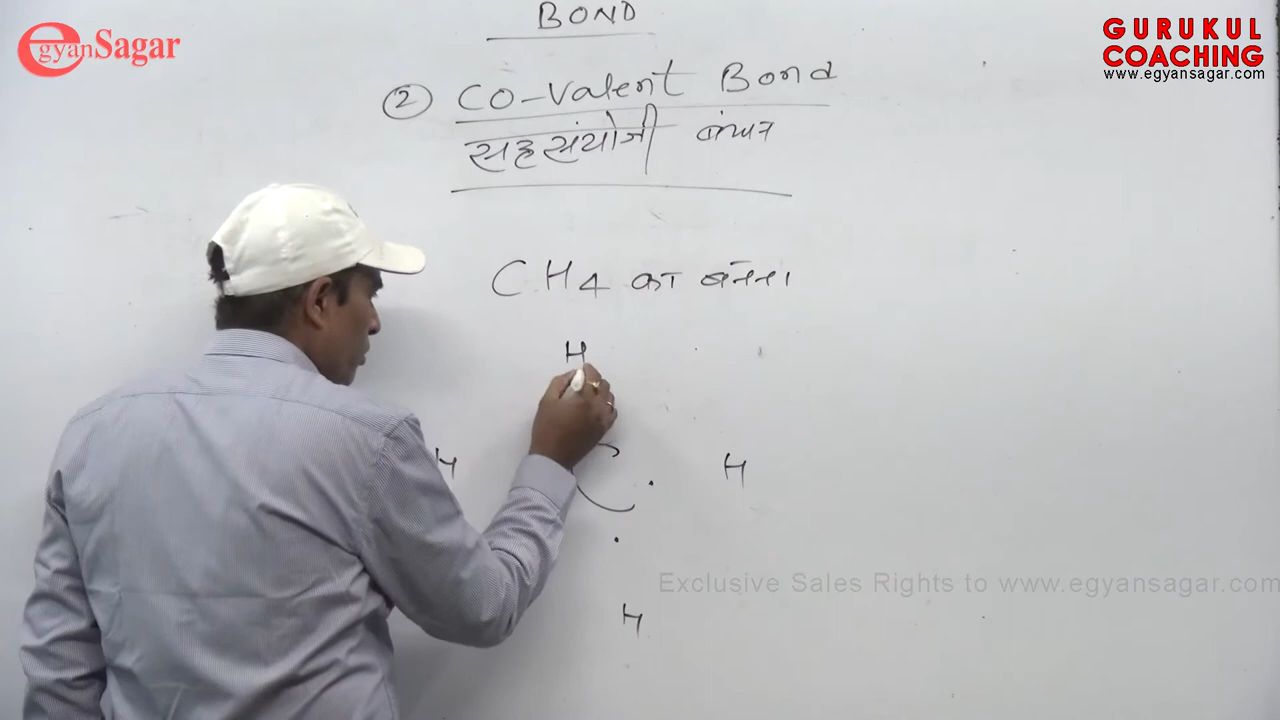 BOND
egyanSagar
GURUKUL
COACHING
www.egyansagar.com
② CO-Valent Bond
सहसंयोजी बंधन
CH4 का बनना
H
H C H
H
Exclusive Sales Rights to www.egyansagar.com